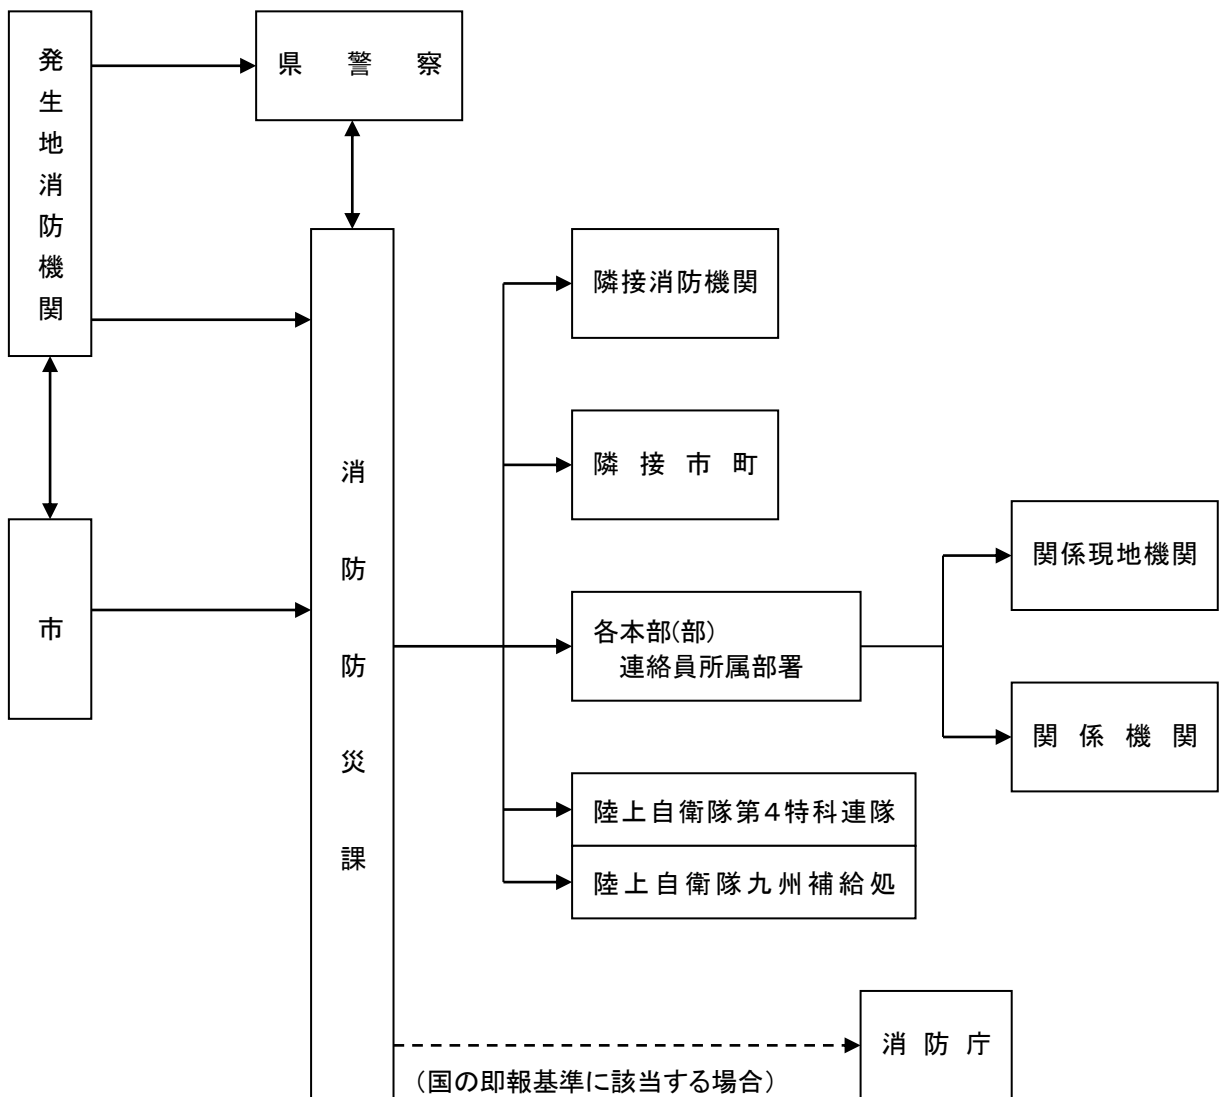 発生地消防機関
県警察
隣接消防機関
消防防災課
隣接市町
市
各本部(部)
連絡員所属部署
関係現地機関
関係機関
陸上自衛隊第4特科連隊
陸上自衛隊九州補給処
消防庁
(国の即報基準に該当する場合)